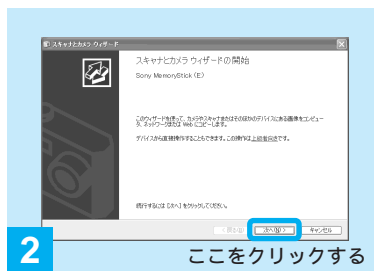 スキャナとカメラ ウィザード
スキャナとカメラ ウィザードの開始
Sony MemoryStick (E)
このウィザードを使って、カメラやスキャナまたはそのほかのデバイスにある画像をコンピュー
タ、ネットワークまたは Web にコピーします。
デバイスから直接操作することもできます。この操作は上級者向きです。
続行するには [次へ] をクリックしてください。
< 戻る(B)
次へ(N) >
キャンセル
2
ここをクリックする